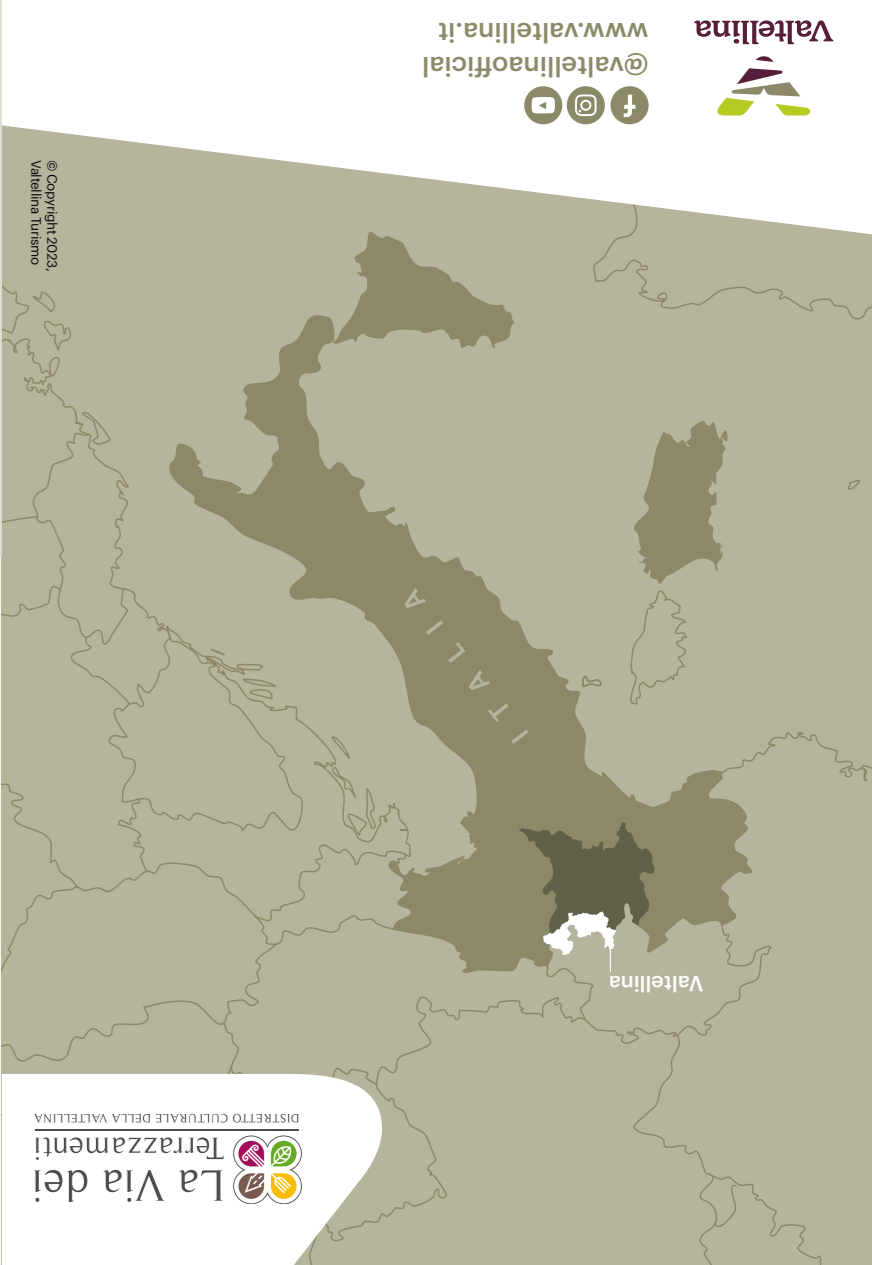 La Via dei
Terrazzamenti
DISTRETTO CULTURALE DELLA VALTELLINA
Valtellina
ITALIA
© Copyright 2023,
Valtellina Turismo
Valtellina
@valtellinaofficial
www.valtellina.it